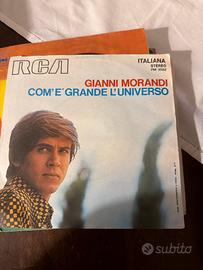 RCA
ITALIANA
STEREO
GIANNI MORANDI
COM'E' GRANDE L'UNIVERSO
subito